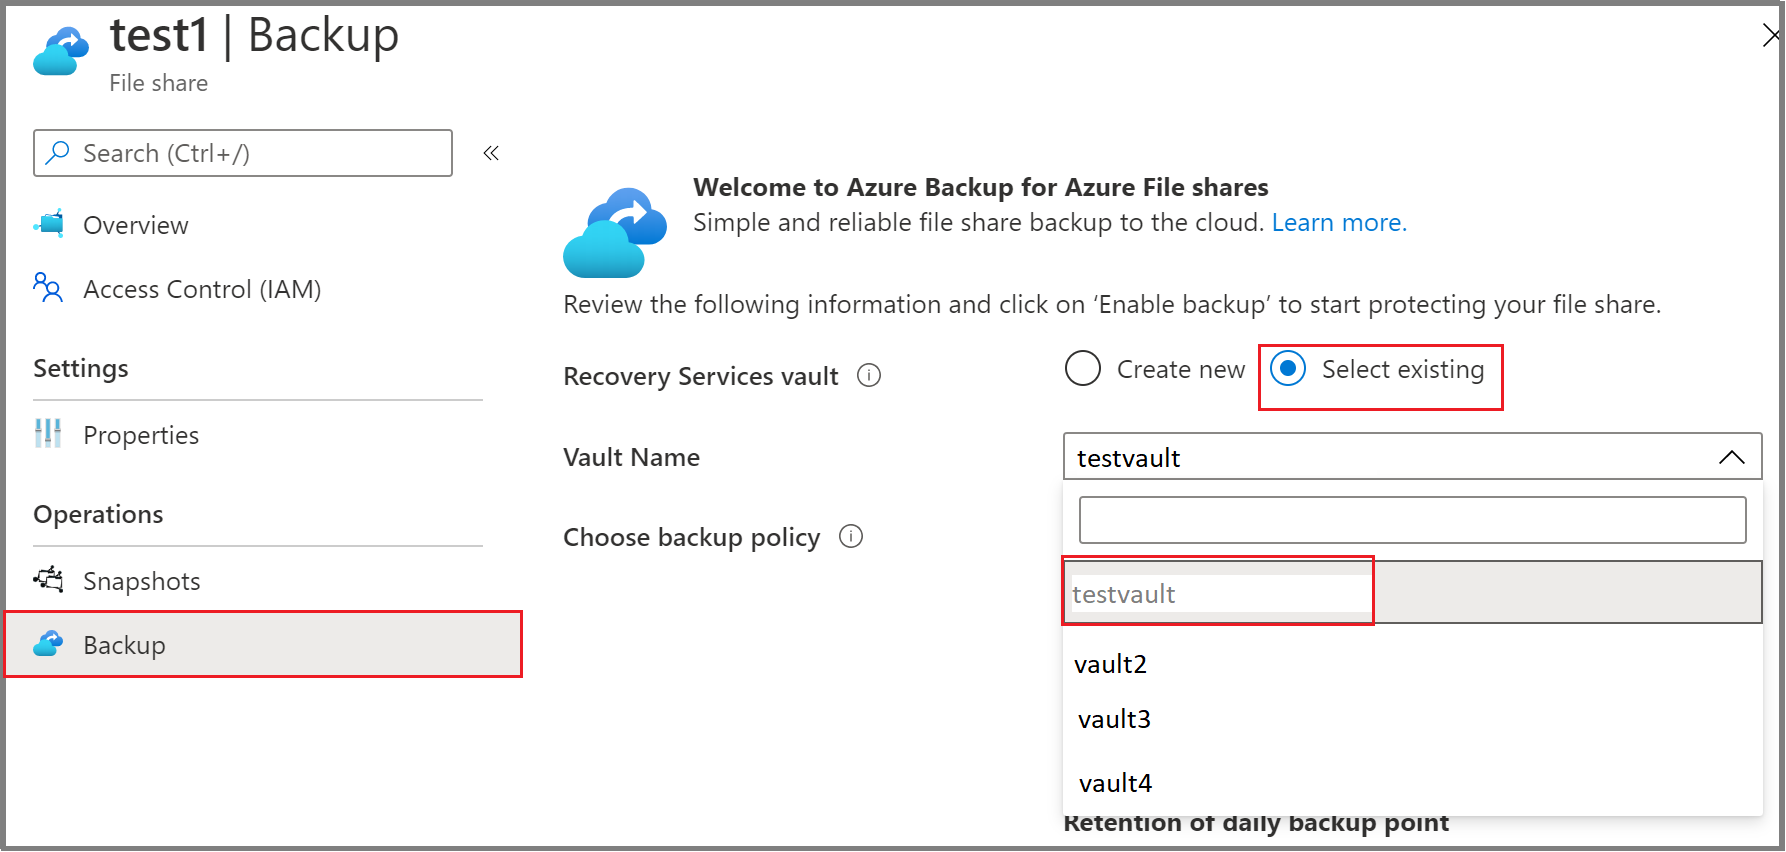 test1 | Backup
File share
Search (Ctrl+/)
«
Overview
Access Control (IAM)
Settings
Properties
Operations
Snapshots
Backup
Welcome to Azure Backup for Azure File shares
Simple and reliable file share backup to the cloud. Learn more.
Review the following information and click on ‘Enable backup’ to start protecting your file share.
Recovery Services vault
Create new
Select existing
Vault Name
testvault
Choose backup policy
testvault
vault2
vault3
vault4
Retention of daily backup point